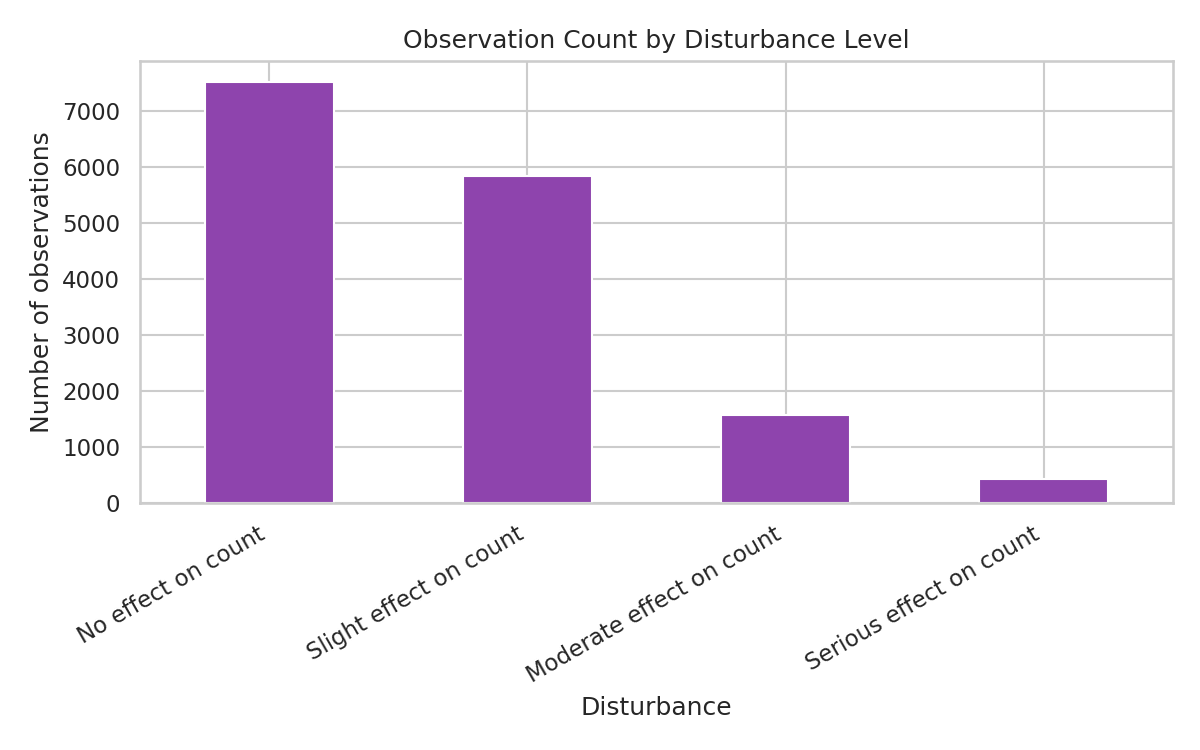 Observation Count by Disturbance Level
Number of observations
7000
6000
5000
4000
3000
2000
1000
0
No effect on count
Slight effect on count
Moderate effect on count
Serious effect on count
Disturbance